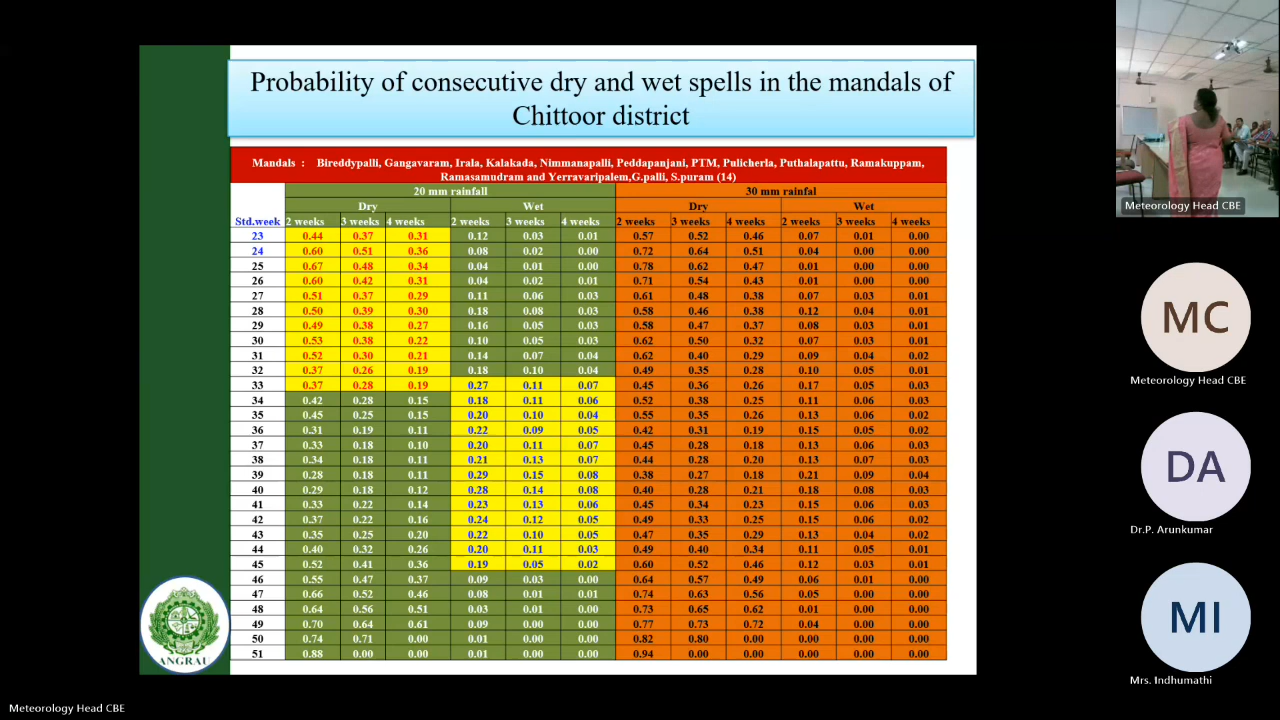 Probability of consecutive dry and wet spells in the mandals of
Chittoor district
Mandals : Bireddypalli, Gangavaram, Irala, Kalakada, Nimmanapalli, Peddapanjani, PTM, Pulicherla, Puthalapattu, Ramakuppam,
Ramasamudram and Yerravaripalem,G.palli, S.puram (14)
20 mm rainfall 30 mm rainfal
Dry Wet Dry Wet
Std.week 2 weeks 3 weeks 4 weeks 2 weeks 3 weeks 4 weeks 2 weeks 3 weeks 4 weeks 2 weeks 3 weeks 4 weeks
23 0.44 0.37 0.31 0.12 0.03 0.01 0.57 0.52 0.46 0.07 0.01 0.00
24 0.60 0.51 0.36 0.08 0.02 0.00 0.72 0.64 0.51 0.04 0.00 0.00
25 0.67 0.48 0.34 0.04 0.01 0.00 0.78 0.62 0.47 0.01 0.00 0.00
26 0.60 0.42 0.31 0.04 0.02 0.01 0.71 0.54 0.43 0.01 0.00 0.00
27 0.51 0.37 0.29 0.11 0.06 0.03 0.61 0.48 0.38 0.07 0.03 0.01
28 0.50 0.39 0.30 0.18 0.08 0.03 0.58 0.46 0.38 0.12 0.04 0.01
29 0.49 0.38 0.27 0.16 0.05 0.03 0.58 0.47 0.37 0.08 0.03 0.01
30 0.53 0.38 0.22 0.10 0.05 0.03 0.62 0.50 0.32 0.07 0.03 0.01
31 0.52 0.30 0.21 0.14 0.07 0.04 0.62 0.40 0.29 0.09 0.04 0.02
32 0.37 0.26 0.19 0.18 0.10 0.04 0.49 0.35 0.28 0.10 0.05 0.01
33 0.37 0.28 0.19 0.27 0.11 0.07 0.45 0.36 0.26 0.17 0.05 0.03
34 0.42 0.28 0.15 0.18 0.11 0.06 0.52 0.38 0.25 0.11 0.06 0.03
35 0.45 0.25 0.15 0.20 0.10 0.04 0.55 0.35 0.26 0.13 0.06 0.02
36 0.31 0.19 0.11 0.22 0.09 0.05 0.42 0.31 0.19 0.15 0.05 0.02
37 0.33 0.18 0.10 0.20 0.11 0.07 0.45 0.28 0.18 0.13 0.06 0.03
38 0.34 0.18 0.11 0.21 0.13 0.07 0.44 0.28 0.20 0.13 0.07 0.03
39 0.28 0.18 0.11 0.29 0.15 0.08 0.38 0.27 0.18 0.21 0.09 0.04
40 0.29 0.18 0.12 0.28 0.14 0.08 0.40 0.28 0.21 0.18 0.08 0.03
41 0.33 0.22 0.14 0.23 0.13 0.06 0.45 0.34 0.23 0.15 0.06 0.03
42 0.37 0.22 0.16 0.24 0.12 0.05 0.49 0.33 0.25 0.15 0.06 0.02
43 0.35 0.25 0.20 0.22 0.10 0.05 0.47 0.35 0.29 0.13 0.04 0.02
44 0.40 0.32 0.26 0.20 0.11 0.03 0.49 0.40 0.34 0.11 0.05 0.01
45 0.52 0.41 0.36 0.19 0.05 0.02 0.60 0.52 0.46 0.12 0.03 0.01
46 0.55 0.47 0.37 0.09 0.03 0.00 0.64 0.57 0.49 0.06 0.01 0.00
47 0.66 0.52 0.46 0.08 0.01 0.01 0.74 0.63 0.56 0.05 0.00 0.00
48 0.64 0.56 0.51 0.03 0.01 0.00 0.73 0.65 0.62 0.01 0.00 0.00
49 0.70 0.64 0.61 0.09 0.00 0.00 0.77 0.73 0.72 0.04 0.00 0.00
50 0.74 0.71 0.00 0.01 0.00 0.00 0.82 0.80 0.00 0.00 0.00 0.00
51 0.88 0.00 0.00 0.01 0.00 0.00 0.94 0.00 0.00 0.00 0.00 0.00
ANGRAU
Meteorology Head CBE
Meteorology Head CBE
MC
Meteorology Head CBE
DA
Dr.P. Arunkumar
MI
Mrs. Indhumathi